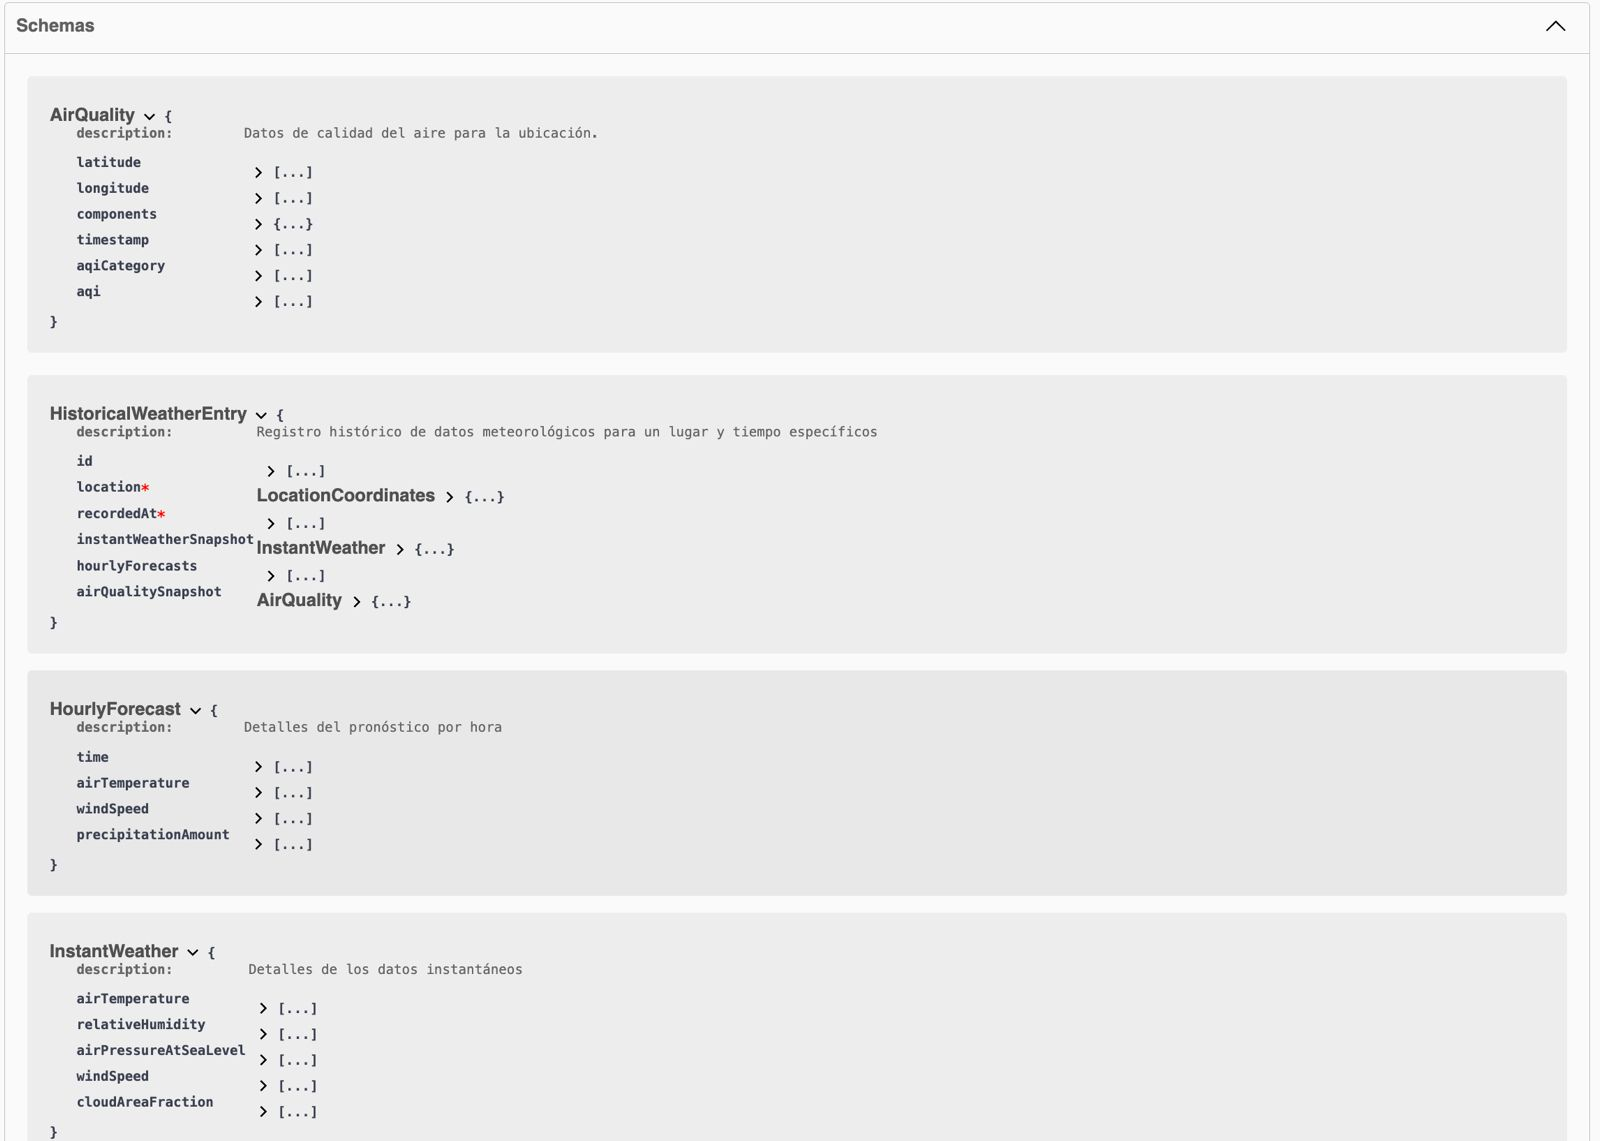 Schemas
AirQuality {
description: Datos de calidad del aire para la ubicación.
latitude [...]
longitude [...]
components {...}
timestamp [...]
aqiCategory [...]
aqi [...]
}
HistoricalWeatherEntry {
description: Registro histórico de datos meteorológicos para un lugar y tiempo específicos
id [...]
location* LocationCoordinates {...}
recordedAt* [...]
instantWeatherSnapshot InstantWeather {...}
hourlyForecasts [...]
airQualitySnapshot AirQuality {...}
}
HourlyForecast {
description: Detalles del pronóstico por hora
time [...]
airTemperature [...]
windSpeed [...]
precipitationAmount [...]
}
InstantWeather {
description: Detalles de los datos instantáneos
airTemperature [...]
relativeHumidity [...]
airPressureAtSeaLevel [...]
windSpeed [...]
cloudAreaFraction [...]
}